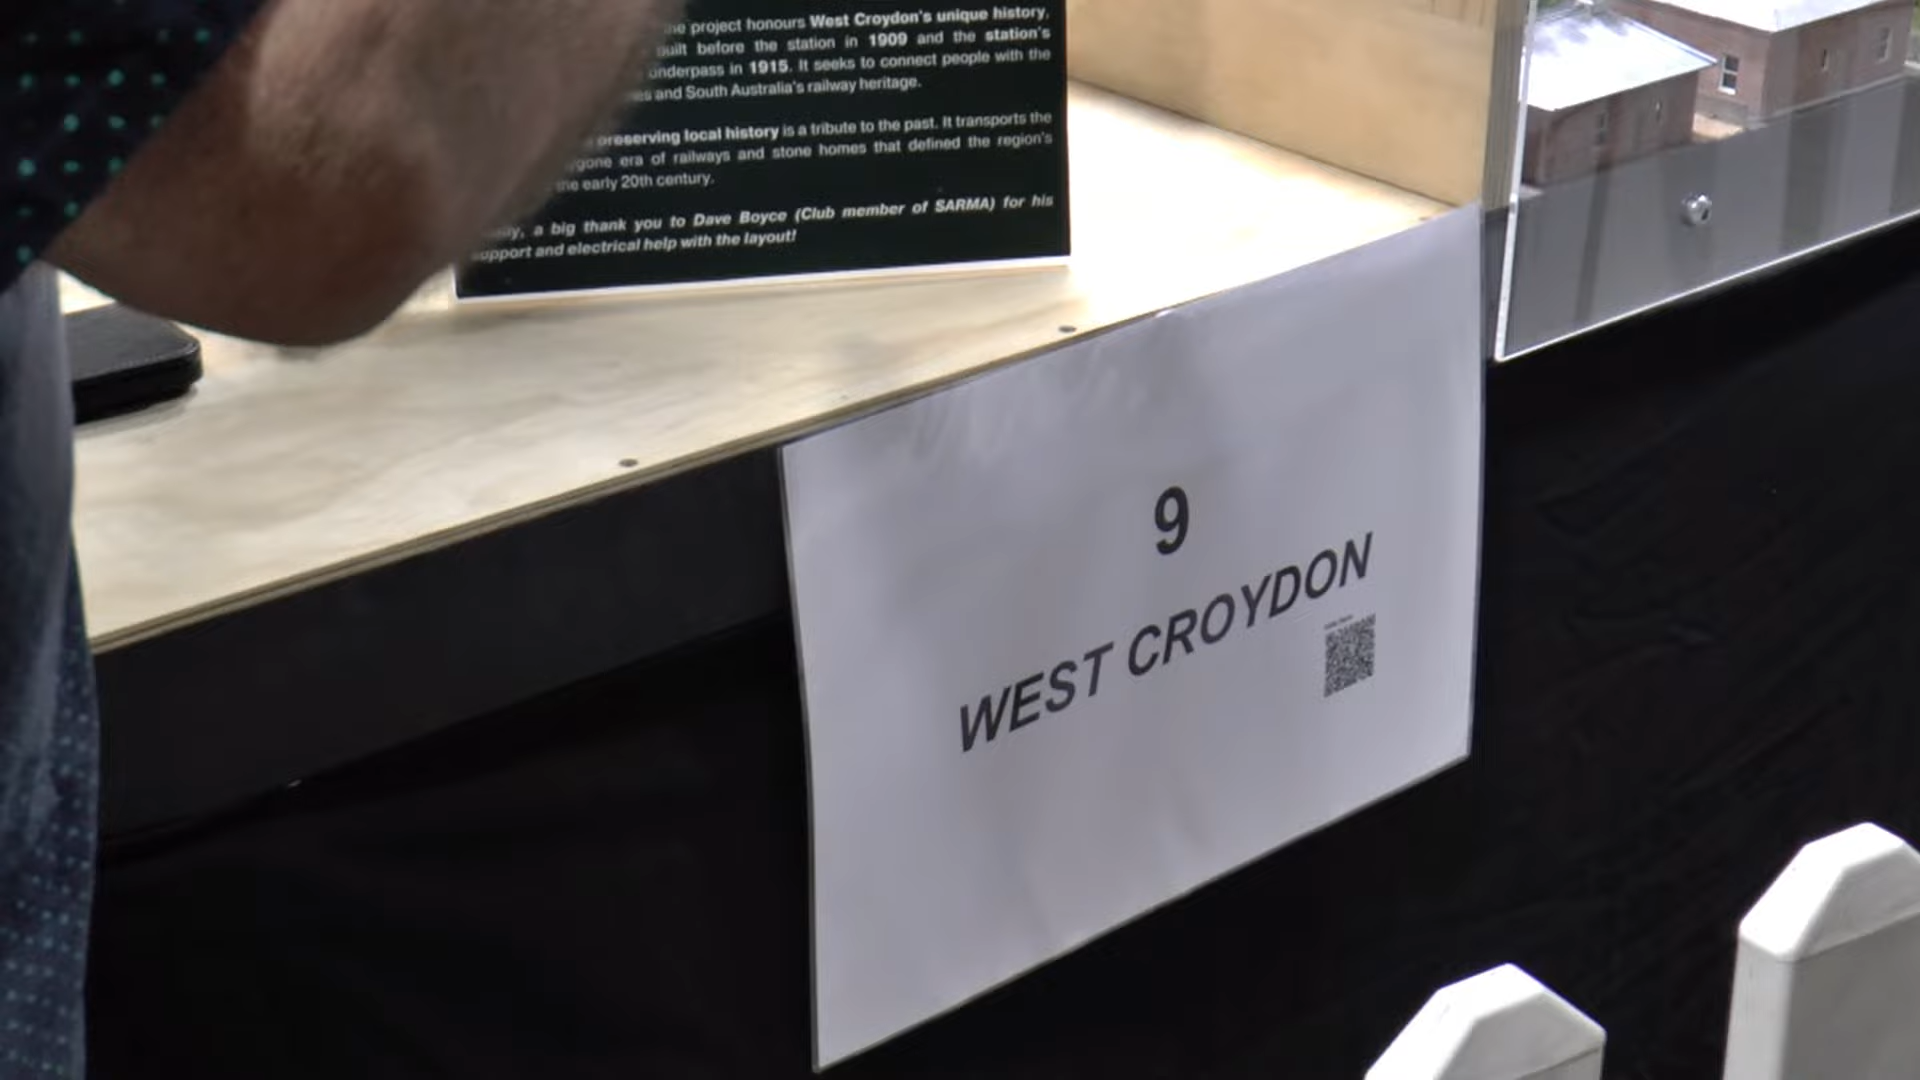 project honours West Croydon's unique history,
before the station in 1909 and the station's
underpass in 1915. It seeks to connect people with the
and South Australia's railway heritage.
preserving local history is a tribute to the past. It transports the
era of railways and stone homes that defined the region's
the early 20th century.
a big thank you to Dave Boyce (Club member of SARMA) for his
support and electrical help with the layout!
9
WEST CROYDON